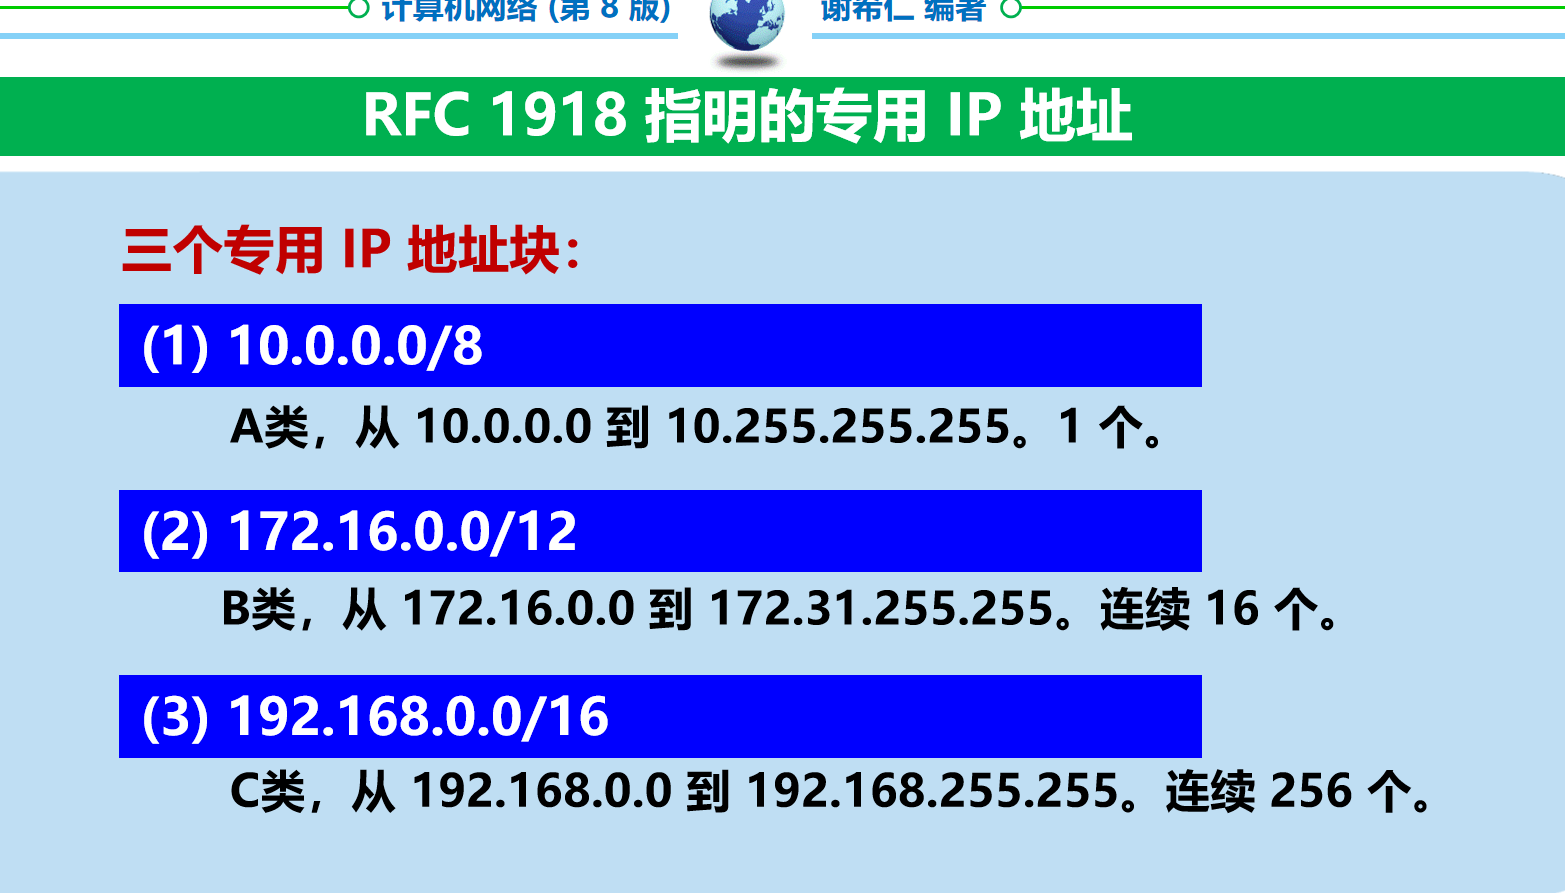 计算机网络 (第 8 版) 谢希仁 编著
RFC 1918 指明的专用 IP 地址
三个专用 IP 地址块：
(1) 10.0.0.0/8
A类，从 10.0.0.0 到 10.255.255.255。1 个。
(2) 172.16.0.0/12
B类，从 172.16.0.0 到 172.31.255.255。连续 16 个。
(3) 192.168.0.0/16
C类，从 192.168.0.0 到 192.168.255.255。连续 256 个。